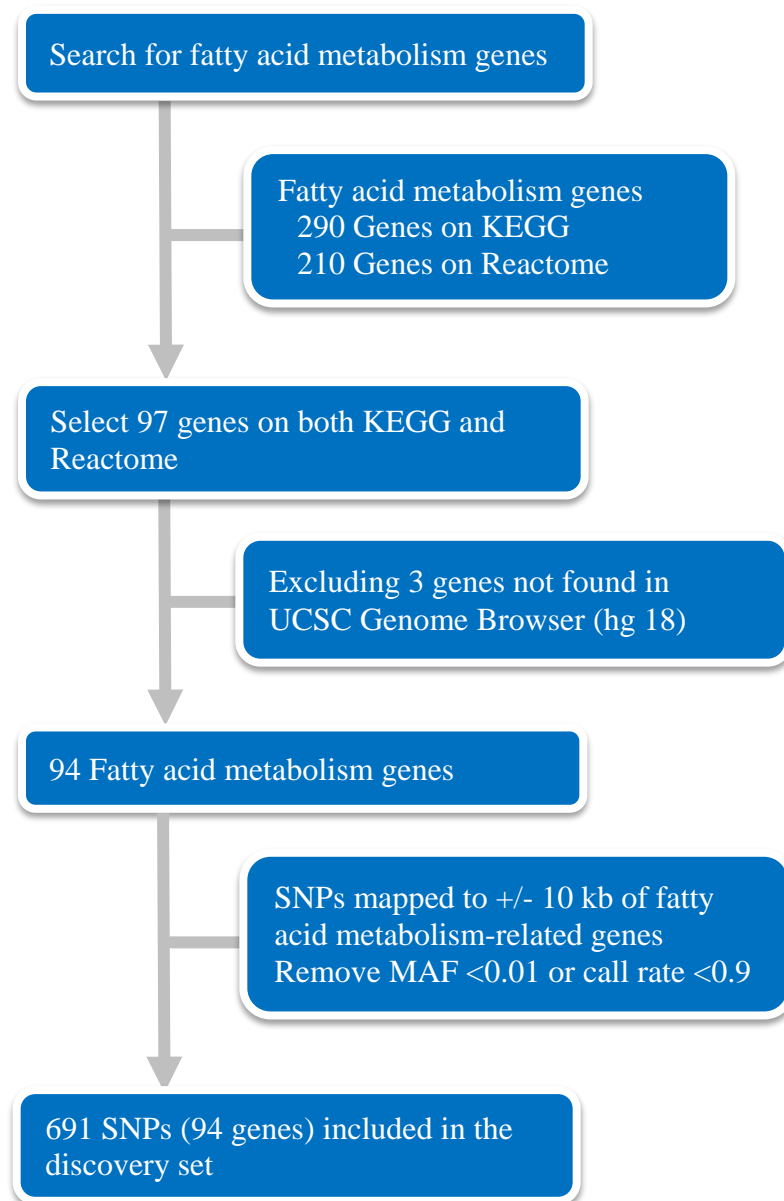 Search for fatty acid metabolism genes
Fatty acid metabolism genes
290 Genes on KEGG
210 Genes on Reactome
Select 97 genes on both KEGG and
Reactome
Excluding 3 genes not found in
UCSC Genome Browser (hg 18)
94 Fatty acid metabolism genes
SNPs mapped to +/- 10 kb of fatty
acid metabolism-related genes
Remove MAF <0.01 or call rate <0.9
691 SNPs (94 genes) included in the
discovery set